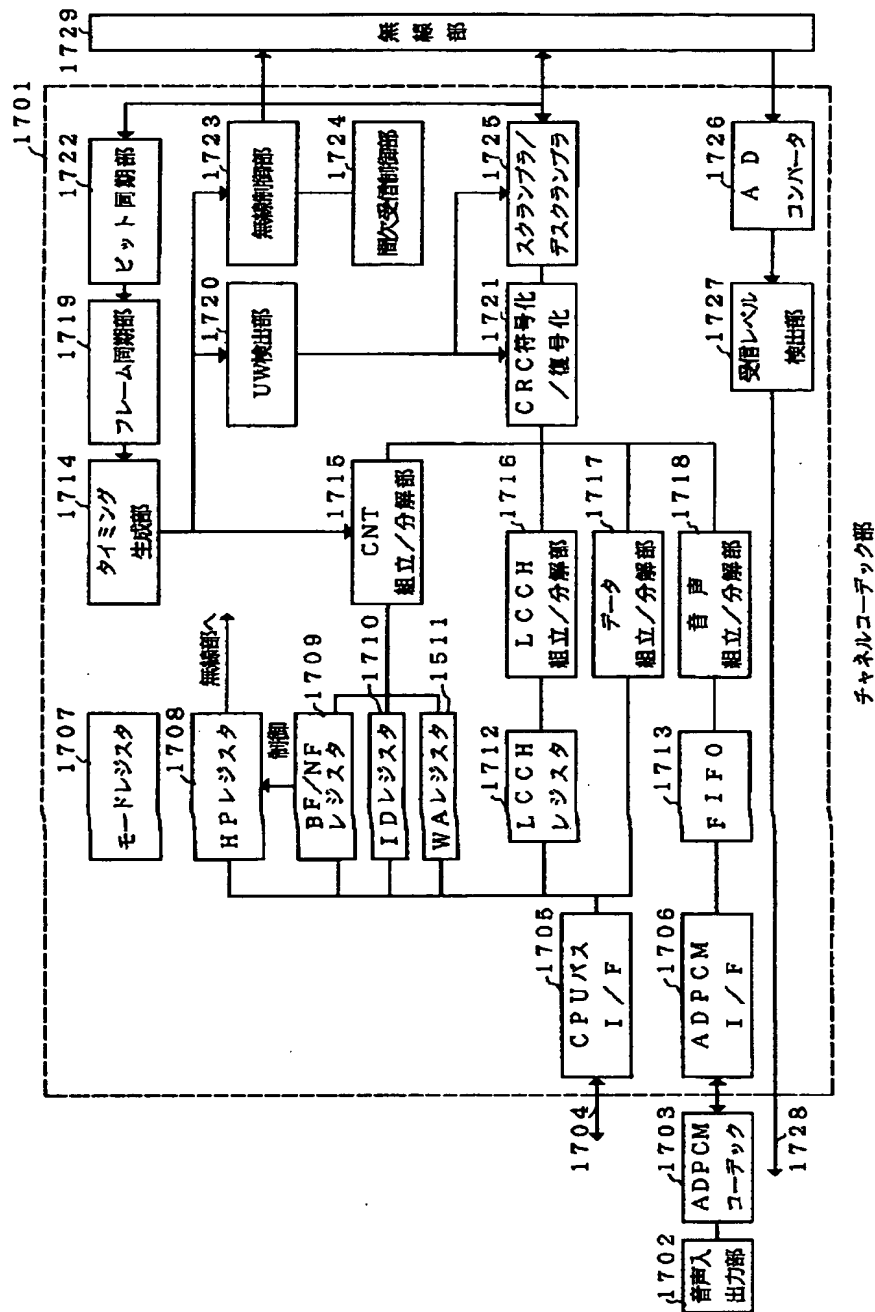 1729
無線部
1701
1722
ビット同期部
1723
無線制御部
1724
間欠受信制御部
1725
スクランブラ/
デスクランブラ
1726
AD
コンバータ
1719
フレーム同期部
1720
UW検出部
1721
CRC符号化
/復号化
1727
受信レベル
検出部
1714
タイミング
生成部
1715
CNT
組立/分解部
1716
LCCH
組立/分解部
1717
データ
組立/分解部
1718
音声
組立/分解部
無線部へ
1707
モードレジスタ
1708
HPレジスタ
制御
1709
BF/NF
レジスタ
1710
IDレジスタ
1511
WAレジスタ
1712
LCCH
レジスタ
1713
FIFO
1705
CPUバス
I/F
1706
ADPCM
I/F
1704
1703
ADPCM
コーデック
1728
1702
音声入
出力部
チャネルコーデック部